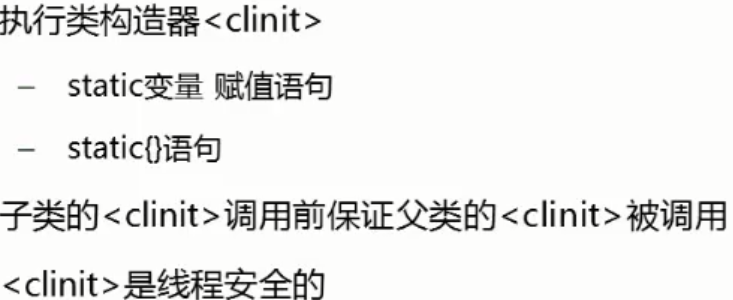 执行类构造器<clinit>
– static变量 赋值语句
– static{}语句
子类的<clinit>调用前保证父类的<clinit>被调用
<clinit>是线程安全的